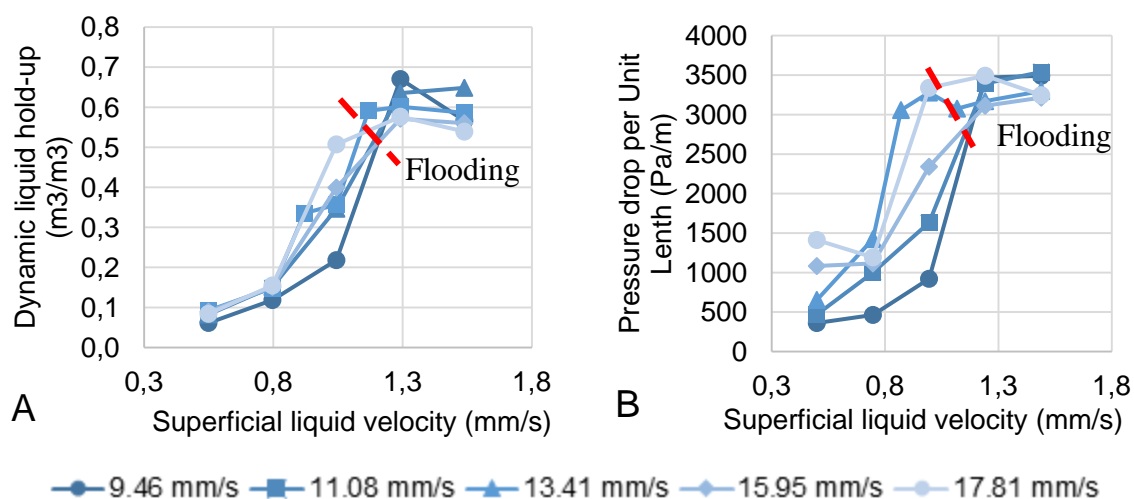 Dynamic liquid hold-up
(m3/m3)
0,8
0,7
0,6
0,5
0,4
0,3
0,2
0,1
0,0
Flooding
0,3 0,8 1,3 1,8
Superficial liquid velocity (mm/s)
A
Pressure drop per Unit
Lenth (Pa/m)
4000
3500
3000
2500
2000
1500
1000
500
0
Flooding
0,3 0,8 1,3 1,8
Superficial liquid velocity (mm/s)
B
9.46 mm/s 11.08 mm/s 13.41 mm/s 15.95 mm/s 17.81 mm/s